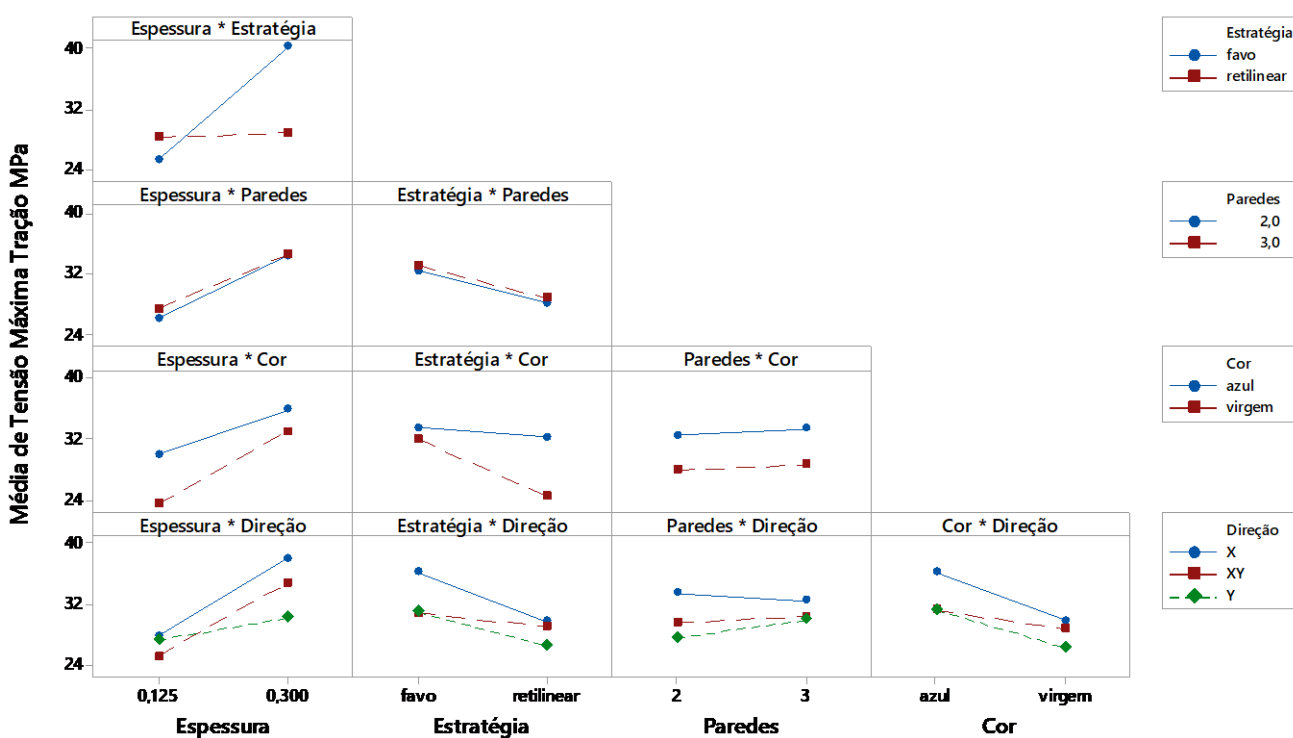 Média de Tensão Máxima Tração MPa
Espessura * Estratégia
40
32
24
Estratégia
favo
retilinear
Espessura * Paredes
Estratégia * Paredes
40
32
24
Paredes
2,0
3,0
Espessura * Cor
Estratégia * Cor
Paredes * Cor
40
32
24
Cor
azul
virgem
Espessura * Direção
Estratégia * Direção
Paredes * Direção
Cor * Direção
40
32
24
Direção
X
XY
Y
0,125
0,300
favo
retilinear
2
3
azul
virgem
Espessura
Estratégia
Paredes
Cor